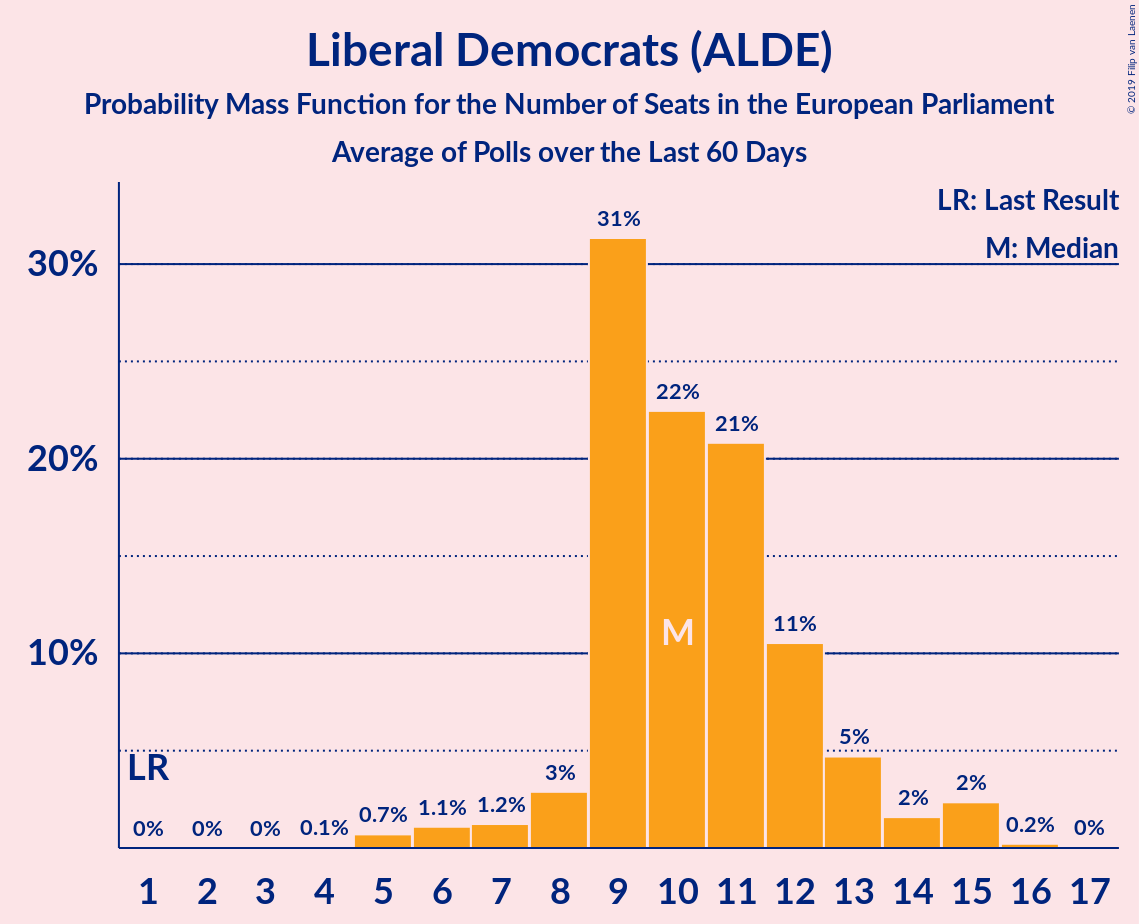 Liberal Democrats (ALDE)
Probability Mass Function for the Number of Seats in the European Parliament
Average of Polls over the Last 60 Days
© 2019 Filip van Laenen
LR: Last Result
M: Median
30%
20%
10%
31%
22%
21%
11%
5%
3%
2%
2%
0%
0%
0%
0.1%
0.7%
1.1%
1.2%
0.2%
0%
LR
M
1 2 3 4 5 6 7 8 9 10 11 12 13 14 15 16 17